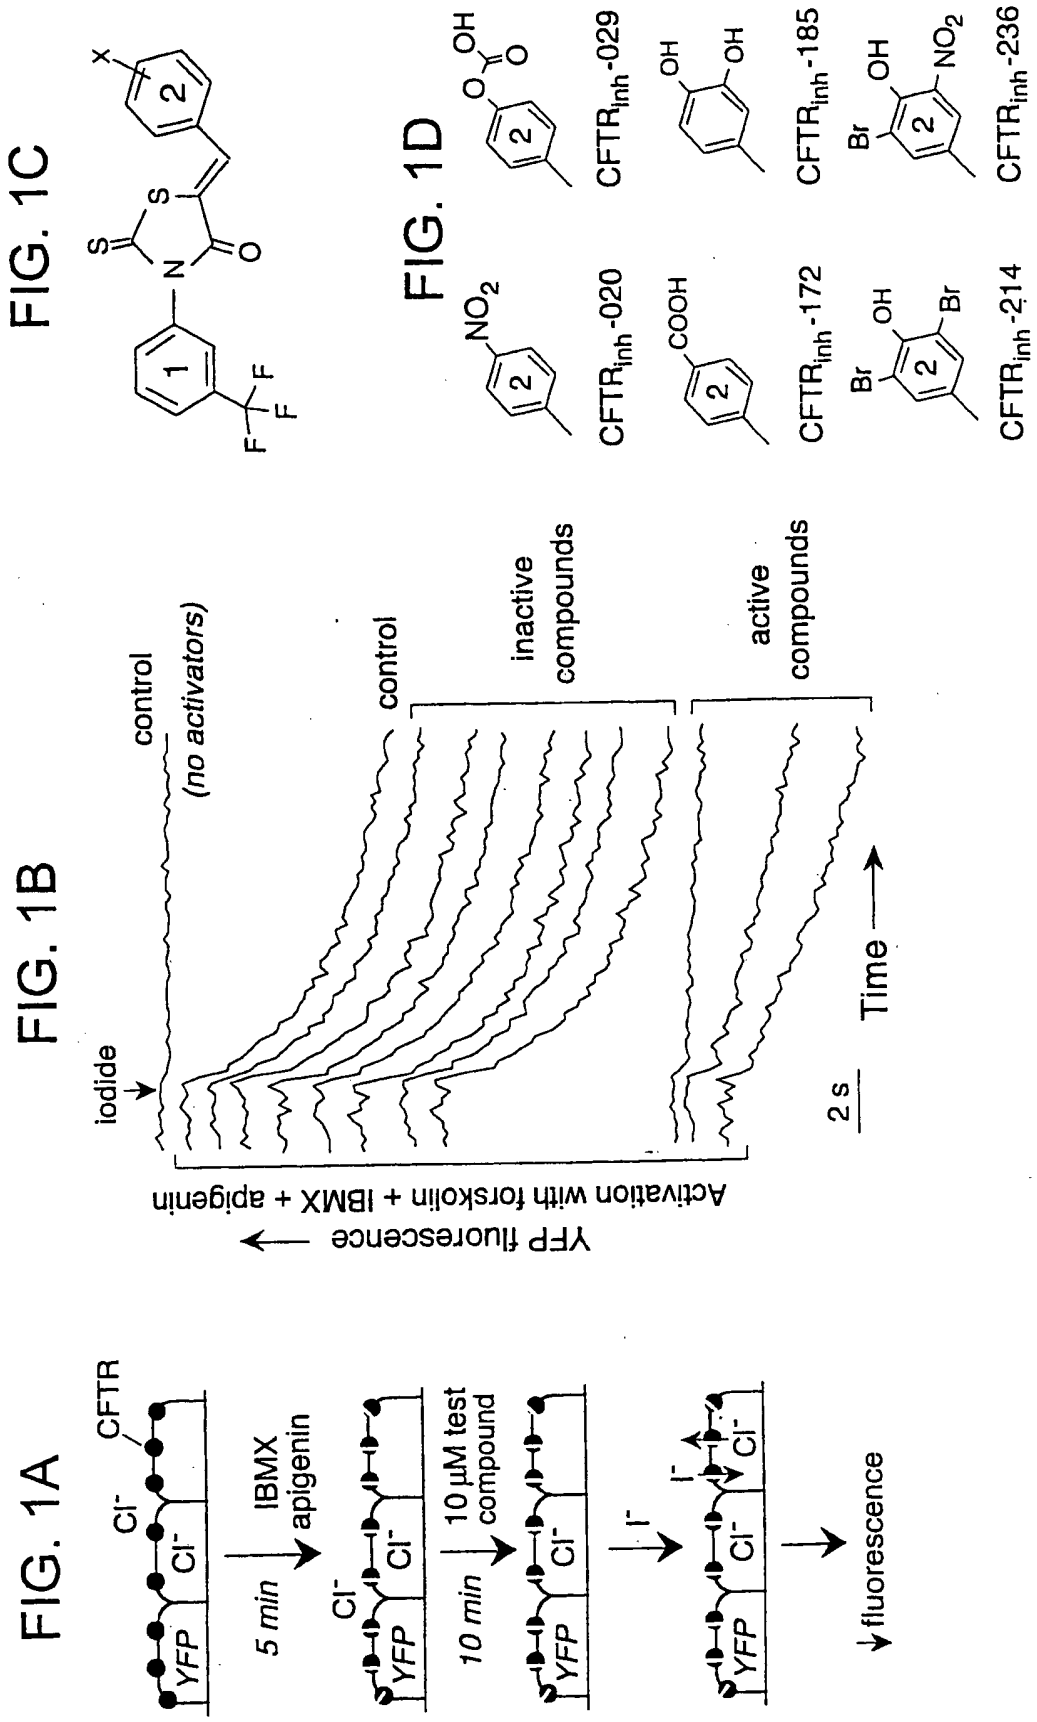 FIG. 1A
CFTR
Cl⁻
Cl⁻
YFP
5 min
IBMX
apigenin
Cl⁻
Cl⁻
YFP
10 min
10 µM test
compound
Cl⁻
YFP
I⁻
I⁻
Cl⁻
Cl⁻
YFP
↓fluorescence
FIG. 1B
iodide
control
(no activators)
control
inactive
compounds
active
compounds
YFP fluorescence
Activation with forskolin + IBMX + apigenin
2 s
Time
FIG. 1C
F
F
F
1
N
S
S
O
2
X
FIG. 1D
2
NO₂
CFTRinh-020
2
O
O
OH
CFTRinh-029
2
COOH
CFTRinh-172
OH
OH
CFTRinh-185
Br
OH
2
Br
CFTRinh-214
Br
OH
2
NO₂
CFTRinh-236